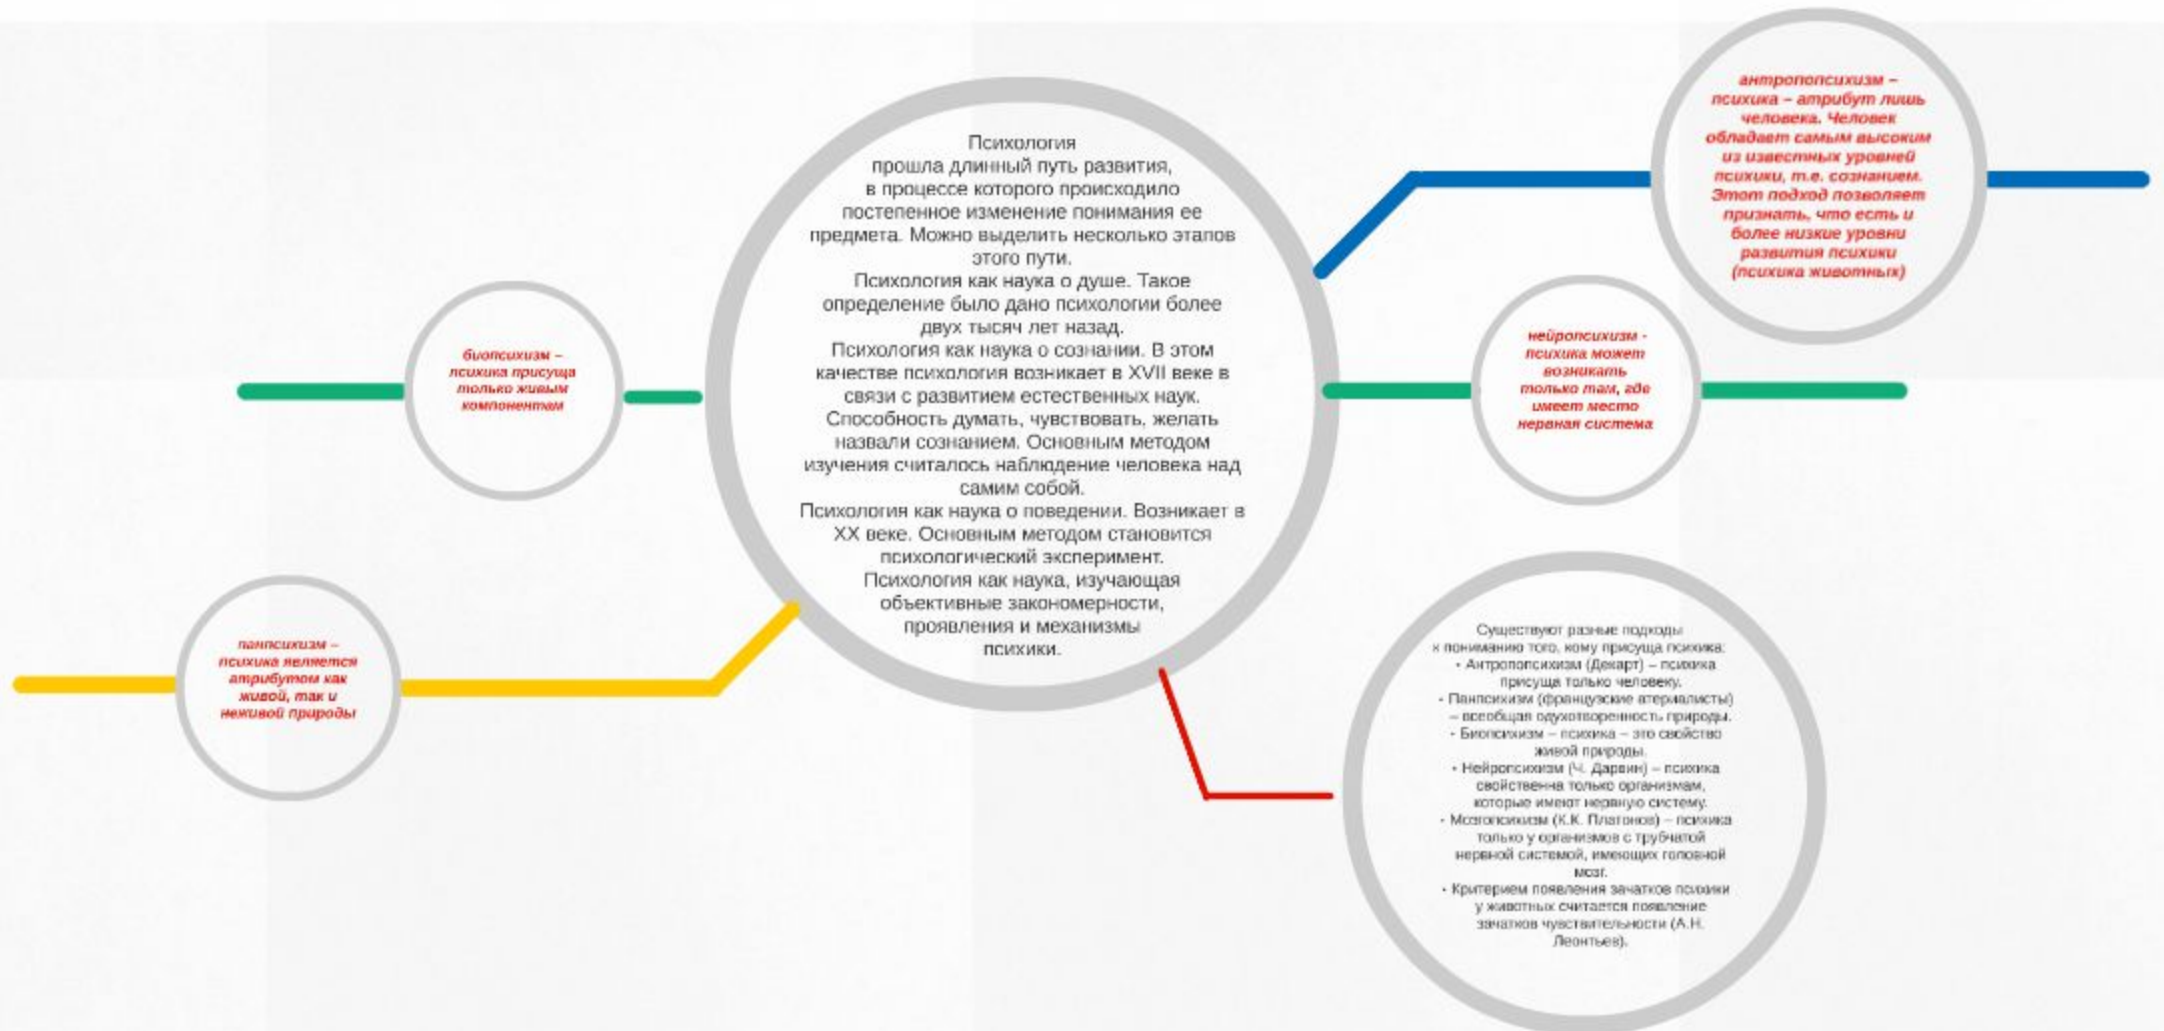 Психология
прошла длинный путь развития,
в процессе которого происходило
постепенное изменение понимания ее
предмета. Можно выделить несколько этапов
этого пути.
Психология как наука о душе. Такое
определение было дано психологии более
двух тысяч лет назад.
Психология как наука о сознании. В этом
качестве психология возникает в XVII веке в
связи с развитием естественных наук.
Способность думать, чувствовать, желать
назвали сознанием. Основным методом
изучения считалось наблюдение человека над
самим собой.
Психология как наука о поведении. Возникает в
XX веке. Основным методом становится
психологический эксперимент.
Психология как наука, изучающая
объективные закономерности,
проявления и механизмы
психики.
биопсихизм –
психика присуща
только живым
компонентам
панпсихизм –
психика является
атрибутом как
живой, так и
неживой природы
антропопсихизм –
психика – атрибут лишь
человека. Человек
обладает самым высоким
из известных уровней
психики, т.е. сознанием.
Этот подход позволяет
признать, что есть и
более низкие уровни
развития психики
(психика животных)
нейропсихизм -
психика может
возникать
только там, где
имеет место
нервная система
Существуют разные подходы
к пониманию того, кому присуща психика:
• Антропопсихизм (Декарт) – психика
присуща только человеку.
• Панпсихизм (французские атериалисты)
– всеобщая одухотворенность природы.
• Биопсихизм – психика – это свойство
живой природы.
• Нейропсихизм (Ч. Дарвин) – психика
свойственна только организмам,
которые имеют нервную систему.
• Мозгопсихизм (К.К. Платонов) – психика
только у организмов с трубчатой
нервной системой, имеющих головной
мозг.
• Критерием появления зачатков психики
у животных считается появление
зачатков чувствительности (А.Н.
Леонтьев).